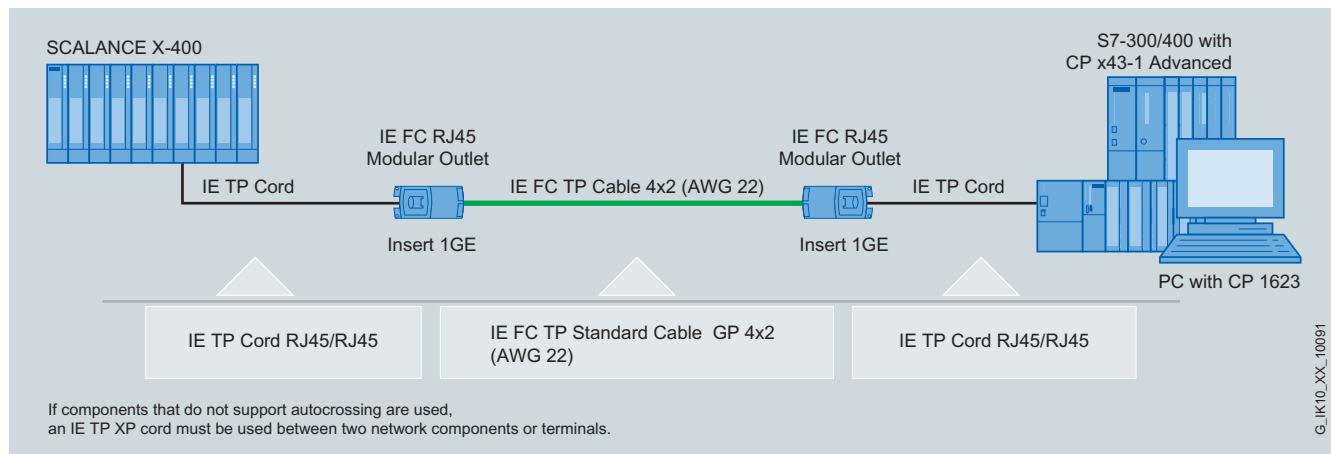 SCALANCE X-400
S7-300/400 with
CP x43-1 Advanced
IE FC RJ45
Modular Outlet
IE FC RJ45
Modular Outlet
IE TP Cord
IE FC TP Cable 4x2 (AWG 22)
IE TP Cord
Insert 1GE
Insert 1GE
PC with CP 1623
IE TP Cord RJ45/RJ45
IE FC TP Standard Cable GP 4x2
(AWG 22)
IE TP Cord RJ45/RJ45
If components that do not support autocrossing are used,
an IE TP XP cord must be used between two network components or terminals.
G_IK10_XX_10091